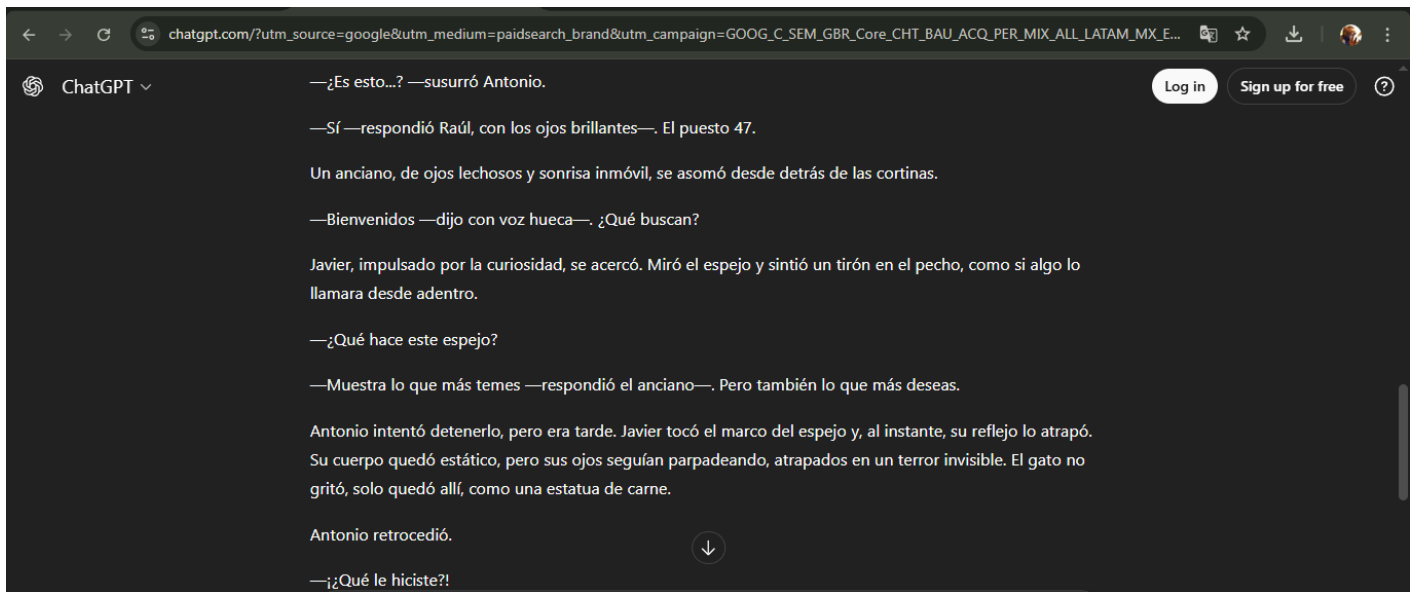 chatgpt.com/?utm_source=google&utm_medium=paidsearch_brand&utm_campaign=GOOG_C_SEM_GBR_Core_CHT_BAU_ACQ_PER_MIX_ALL_LATAM_MX_E...
ChatGPT
Log in
Sign up for free
—¿Es esto...? —susurró Antonio.
—Sí —respondió Raúl, con los ojos brillantes—. El puesto 47.
Un anciano, de ojos lechosos y sonrisa inmóvil, se asomó desde detrás de las cortinas.
—Bienvenidos —dijo con voz hueca—. ¿Qué buscan?
Javier, impulsado por la curiosidad, se acercó. Miró el espejo y sintió un tirón en el pecho, como si algo lo
llamara desde adentro.
—¿Qué hace este espejo?
—Muestra lo que más temes —respondió el anciano—. Pero también lo que más deseas.
Antonio intentó detenerlo, pero era tarde. Javier tocó el marco del espejo y, al instante, su reflejo lo atrapó.
Su cuerpo quedó estático, pero sus ojos seguían parpadeando, atrapados en un terror invisible. El gato no
gritó, solo quedó allí, como una estatua de carne.
Antonio retrocedió.
—¡¿Qué le hiciste?!